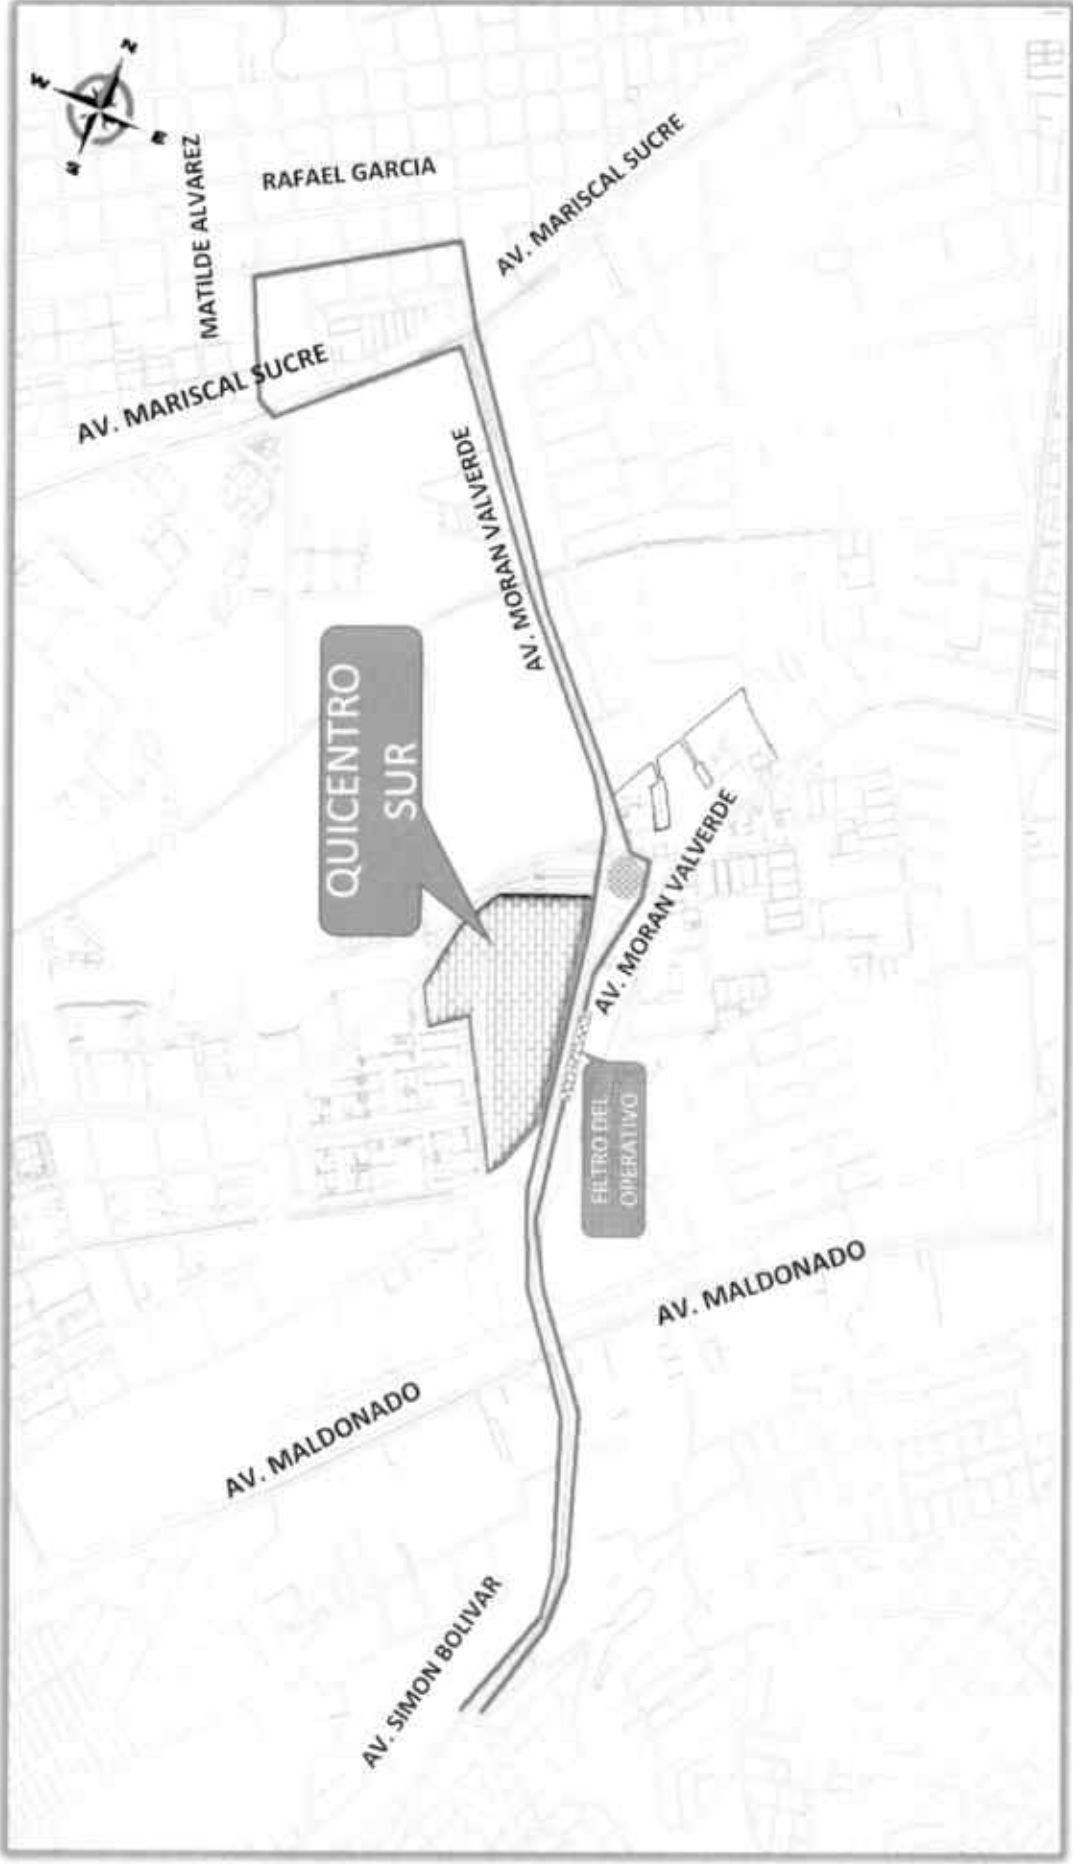 N
W
E
RAFAEL GARCIA
MATILDE ALVAREZ
AV. MARISCAL SUCRE
AV. MARISCAL SUCRE
AV. MORAN VALVERDE
QUICENTRO
SUR
AV. MORAN VALVERDE
FILTRO DEL
OPERATIVO
AV. MALDONADO
AV. MALDONADO
AV. SIMON BOLIVAR